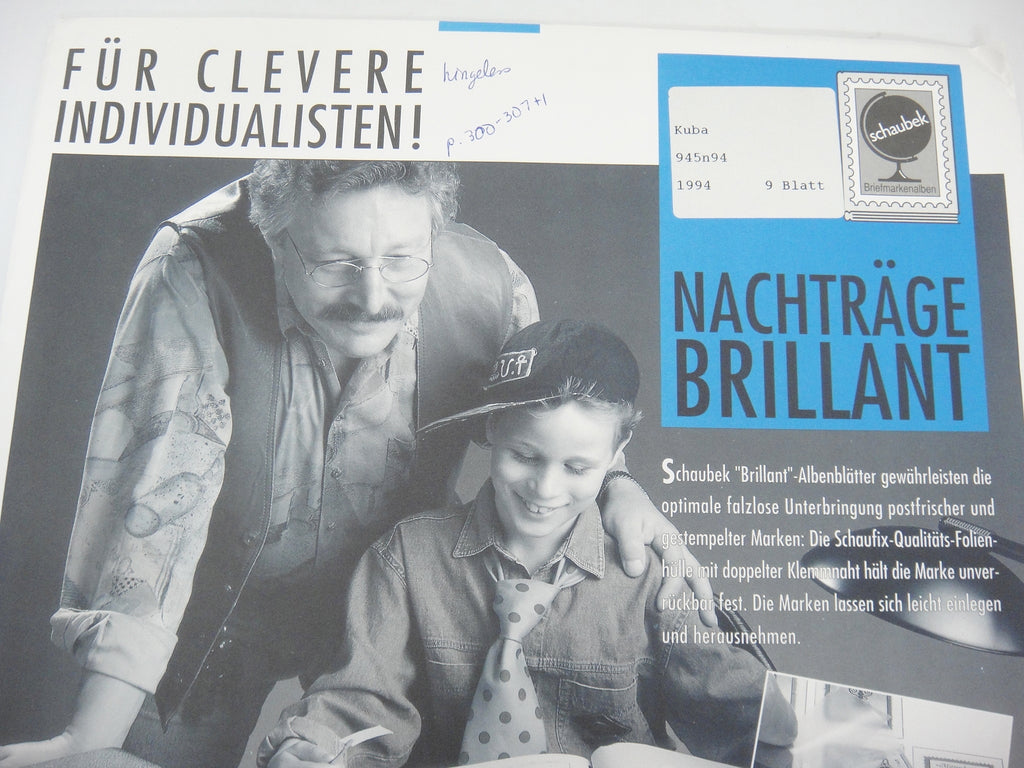 FÜR CLEVERE
INDIVIDUALISTEN!
hingeless
p. 300-307+1
Kuba
945n94
1994 9 Blatt
schaubek
Briefmarkenalben
NACHTRÄGE
BRILLANT
Schaubek "Brillant"-Albenblätter gewährleisten die
optimale falzlose Unterbringung postfrischer und
gestempelter Marken: Die Schaufix-Qualitäts-Folien-
hülle mit doppelter Klemmnaht hält die Marke unver-
rückbar fest. Die Marken lassen sich leicht einlegen
und herausnehmen.